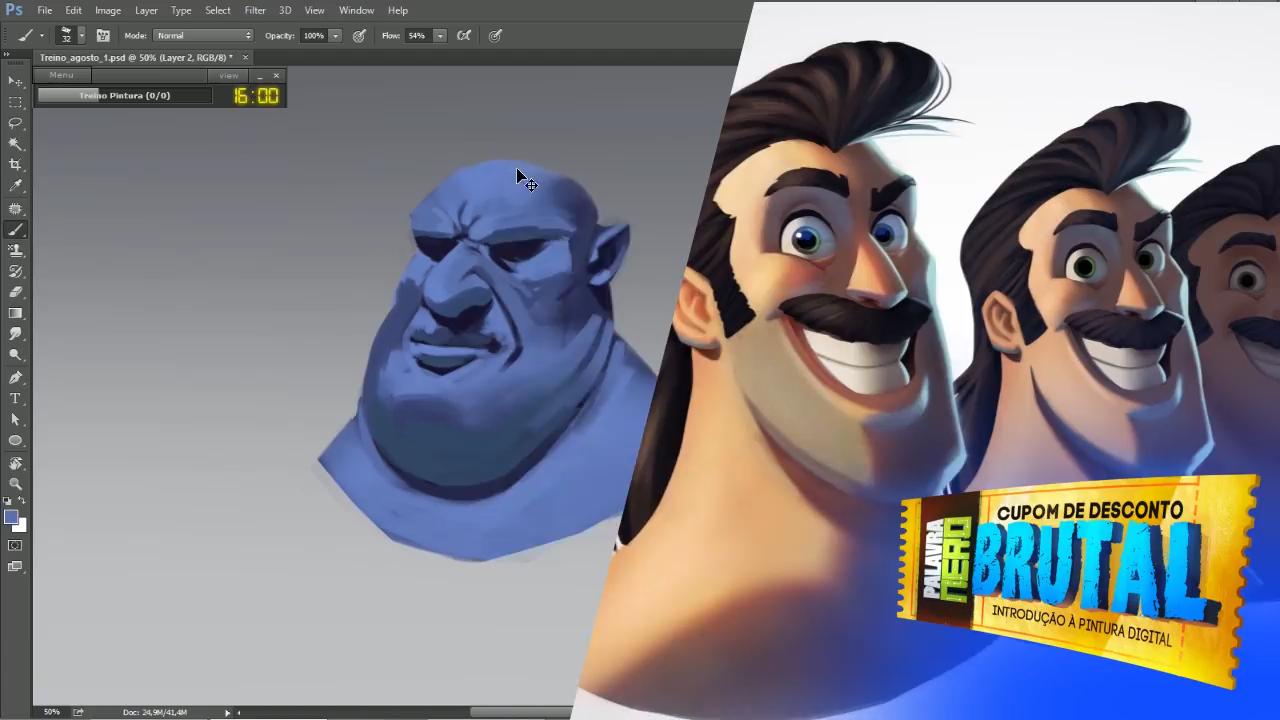 Ps File Edit Image Layer Type Select Filter 3D View Window Help
32 Mode: Normal Opacity: 100% Flow: 54%
Treino_agosto_1.psd @ 50% (Layer 2, RGB/8) * ×
Menu view _ ×
Treino Pintura (0/0) 16:00
T
50% Doc: 24,9M/41,4M
CUPOM DE DESCONTO
PALAVRA
NERD
BRUTAL
INTRODUÇÃO À PINTURA DIGITAL